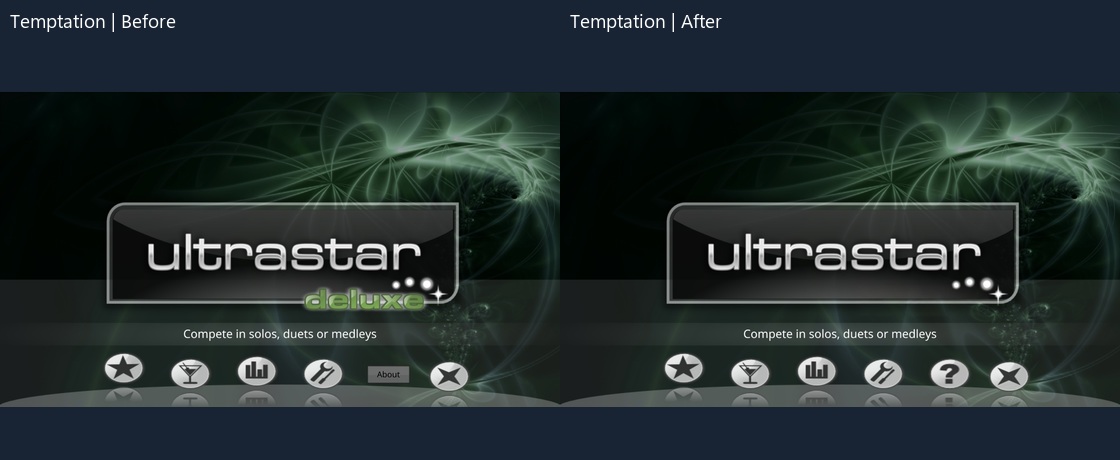 Temptation | Before
Temptation | After
ultrastar
deluxe
Compete in solos, duets or medleys
About
ultrastar
Compete in solos, duets or medleys
?